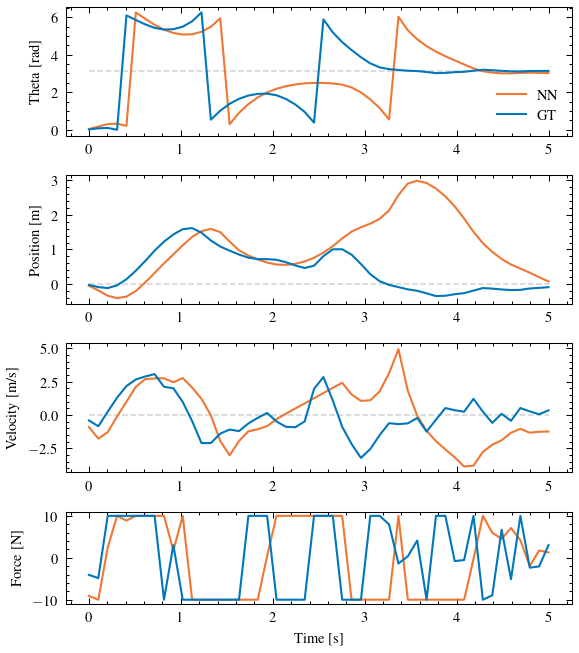 Theta [rad]
6
4
2
0
NN
GT
0 1 2 3 4 5
Position [m]
3
2
1
0
0 1 2 3 4 5
Velocity [m/s]
5.0
2.5
0.0
−2.5
0 1 2 3 4 5
Force [N]
10
0
−10
0 1 2 3 4 5
Time [s]